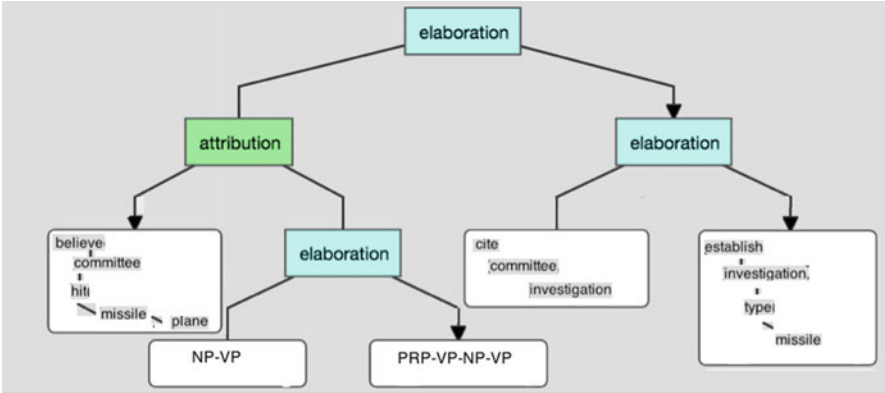 elaboration
attribution
elaboration
believe
committee
hit
missile
plane
elaboration
cite
committee
investigation
establish
investigation
type
missile
NP-VP
PRP-VP-NP-VP